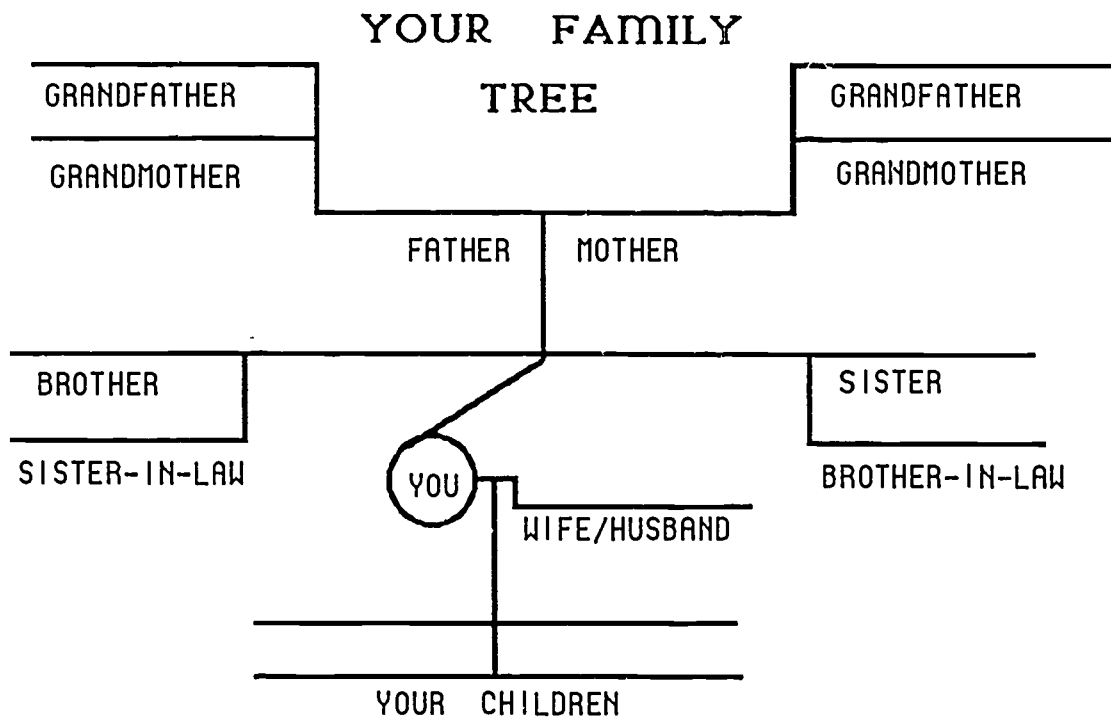 YOUR FAMILY
TREE
GRANDFATHER
GRANDFATHER
GRANDMOTHER
GRANDMOTHER
FATHER
MOTHER
BROTHER
SISTER
SISTER-IN-LAW
BROTHER-IN-LAW
YOU
WIFE/HUSBAND
YOUR CHILDREN